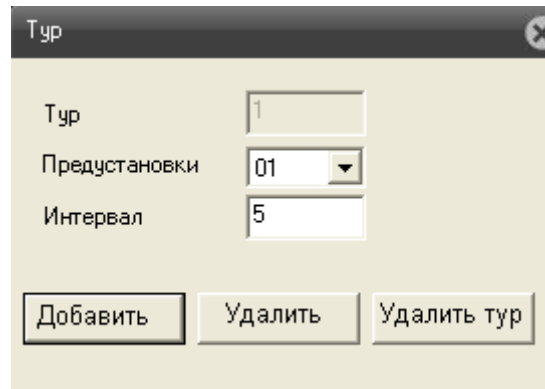 Тур
Тур 1
Предустановки 01
Интервал 5
Добавить Удалить Удалить тур